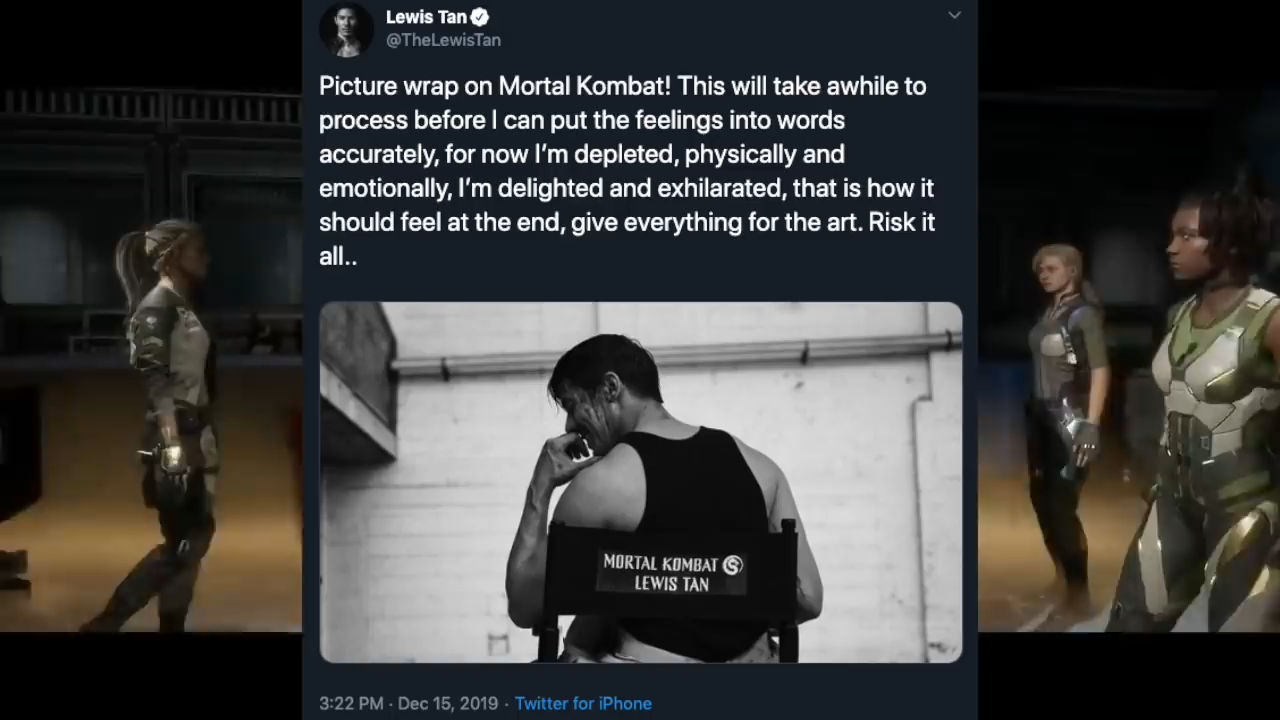 Lewis Tan
@TheLewisTan
Picture wrap on Mortal Kombat! This will take awhile to
process before I can put the feelings into words
accurately, for now I’m depleted, physically and
emotionally, I’m delighted and exhilarated, that is how it
should feel at the end, give everything for the art. Risk it
all..
MORTAL KOMBAT
LEWIS TAN
3:22 PM · Dec 15, 2019 · Twitter for iPhone